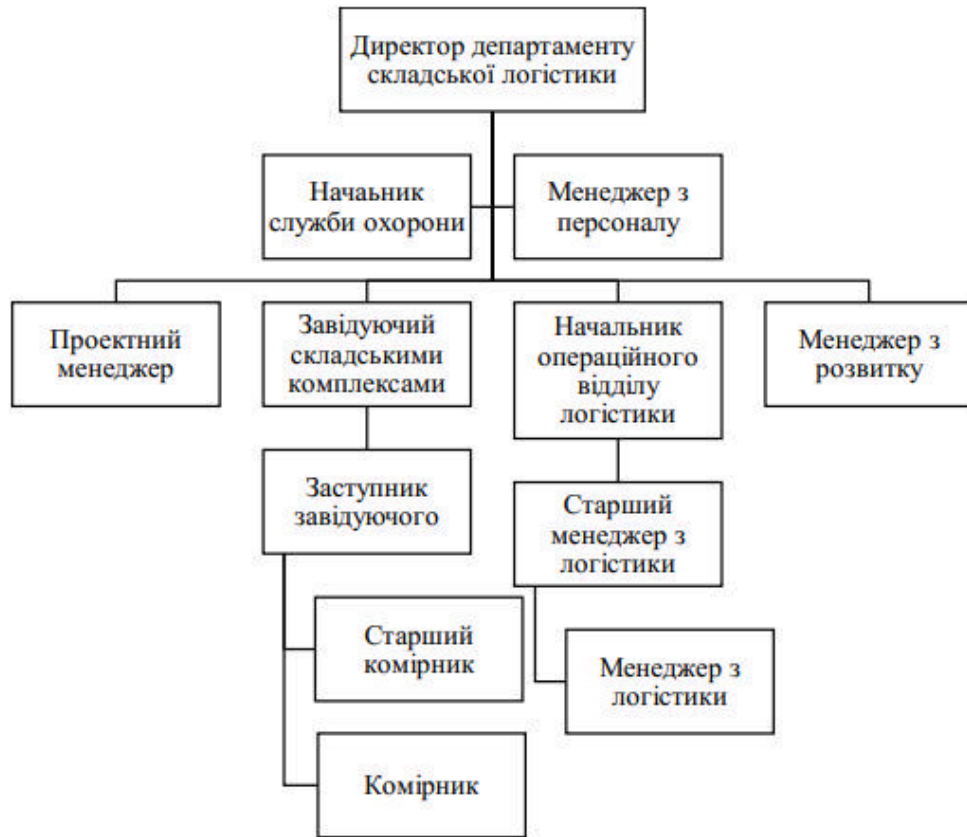 Директор департаменту
складської логістики
Начаьник
служби охорони
Менеджер з
персоналу
Проектний
менеджер
Завідуючий
складськими
комплексами
Начальник
операційного
відділу
логістики
Менеджер з
розвитку
Заступник
завідуючого
Старший
менеджер з
логістики
Старший
комірник
Менеджер з
логістики
Комірник